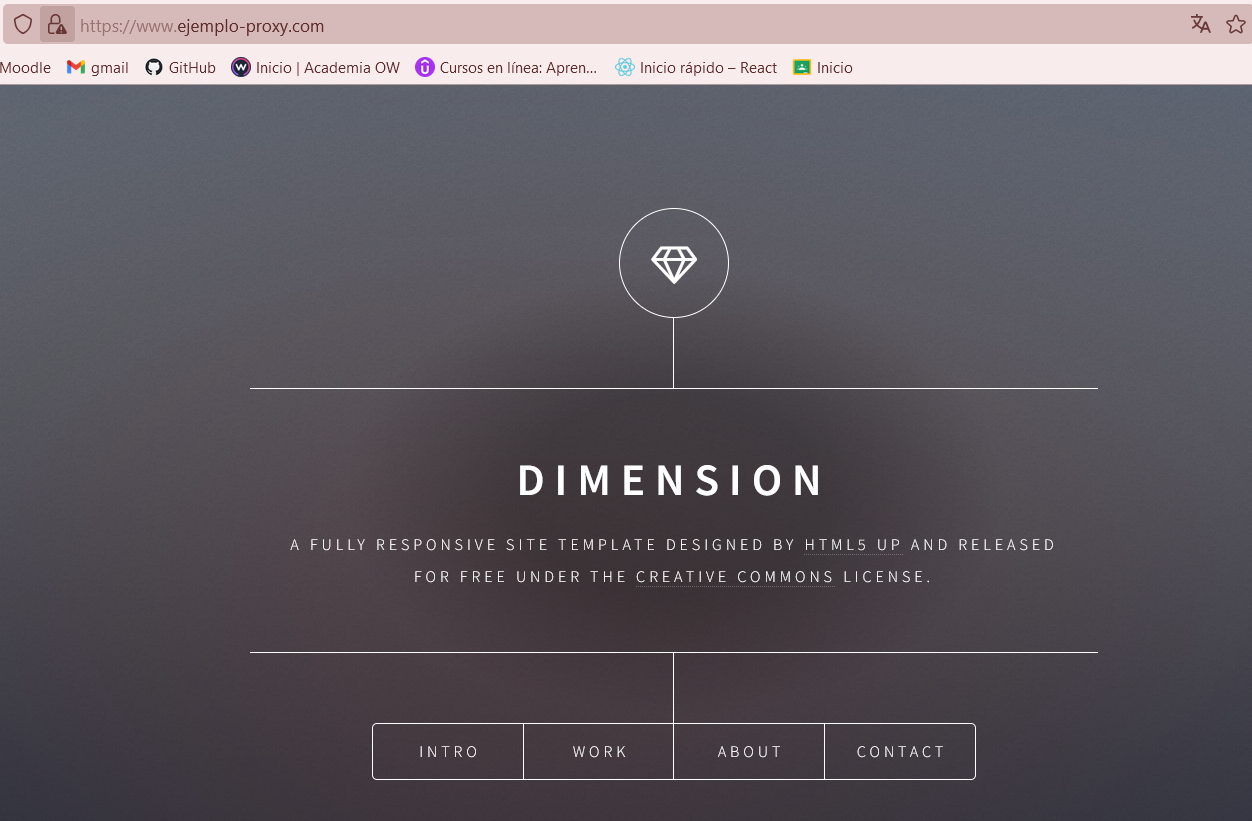 https://www.ejemplo-proxy.com
Moodle gmail GitHub Inicio | Academia OW Cursos en línea: Apren... Inicio rápido – React Inicio
DIMENSION
A FULLY RESPONSIVE SITE TEMPLATE DESIGNED BY HTML5 UP AND RELEASED
FOR FREE UNDER THE CREATIVE COMMONS LICENSE.
INTRO WORK ABOUT CONTACT